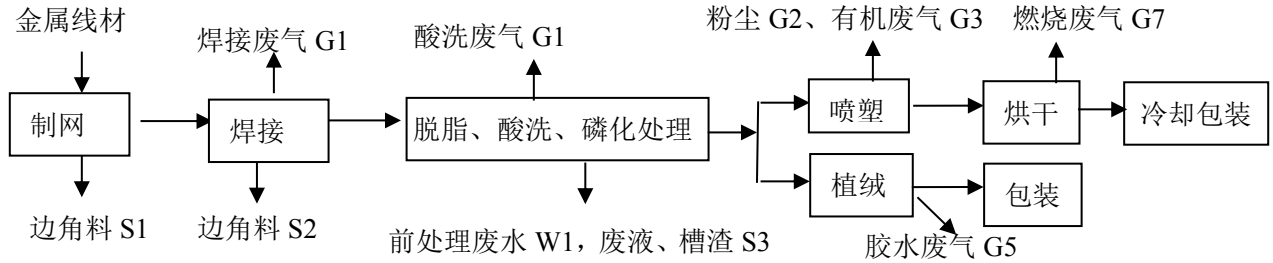 金属线材
焊接废气 G1
酸洗废气 G1
粉尘 G2、有机废气 G3
燃烧废气 G7
制网
焊接
脱脂、酸洗、磷化处理
喷塑
烘干
冷却包装
植绒
包装
边角料 S1
边角料 S2
前处理废水 W1，废液、槽渣 S3
胶水废气 G5